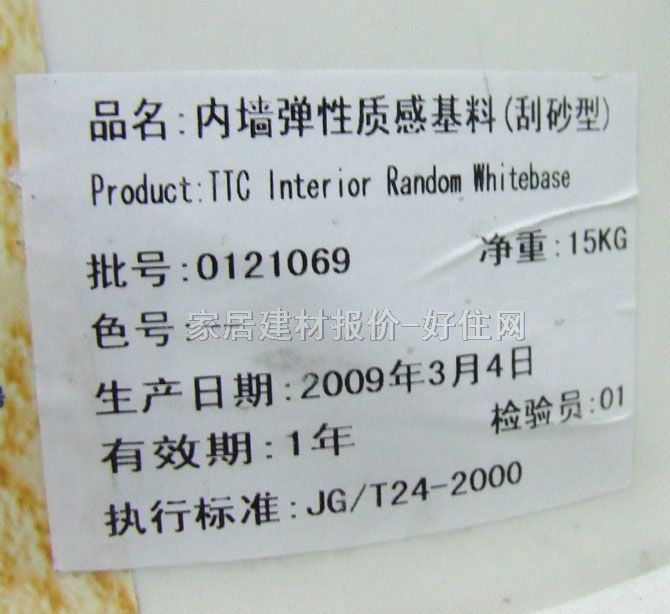 品名:内墙弹性质感基料(刮砂型)
Product:TTC Interior Random Whitebase
批号:0121069 净重:15KG
色号:--
家居建材报价-好住网
生产日期:2009年3月4日
有效期:1年 检验员:01
执行标准:JG/T24-2000